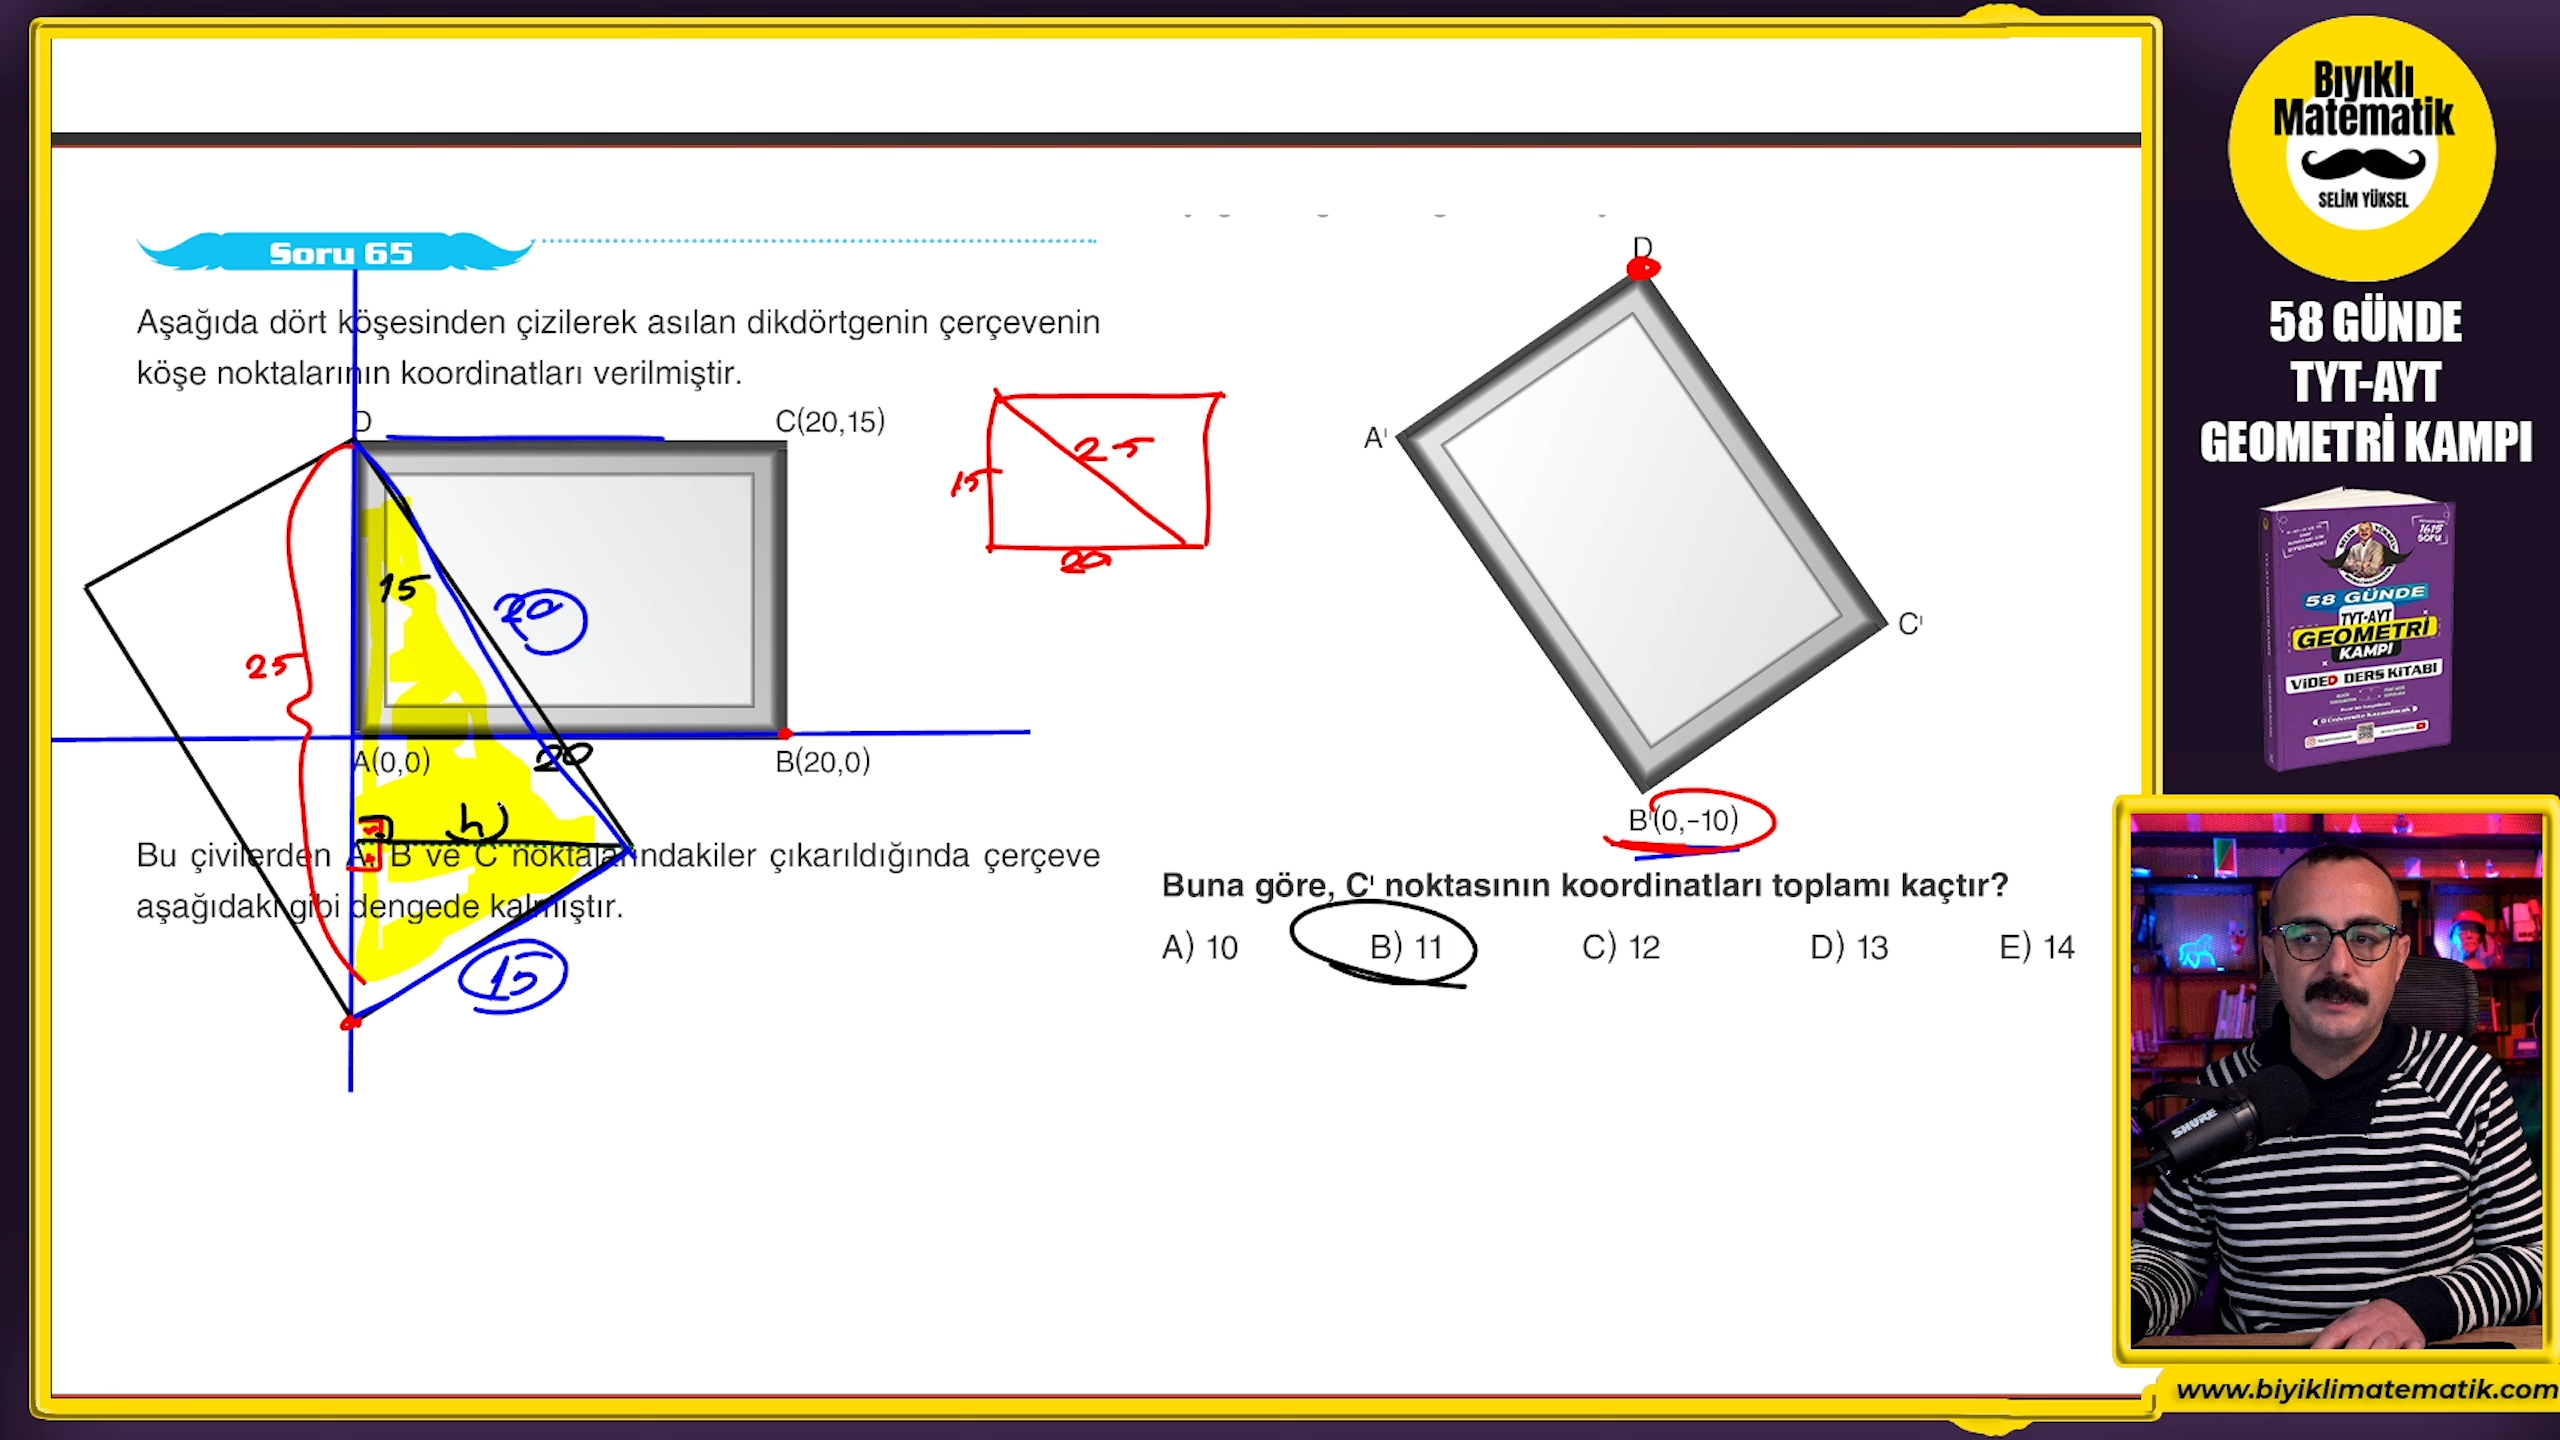 Soru 65
Aşağıda dört köşesinden çizilerek asılan dikdörtgenin çerçevenin
köşe noktalarının koordinatları verilmiştir.
D
C(20,15)
15
20
25
A(0,0)
B(20,0)
20
h
Bu çivilerden A, B ve C noktalarındakiler çıkarıldığında çerçeve
aşağıdaki gibi dengede kalmıştır.
15
25
15
20
D
A'
C'
B'(0,-10)
Buna göre, C' noktasının koordinatları toplamı kaçtır?
A) 10 B) 11 C) 12 D) 13 E) 14
Bıyıklı
Matematik
SELİM YÜKSEL
58 GÜNDE
TYT-AYT
GEOMETRİ KAMPI
1615
SORU
58 GÜNDE
TYT-AYT
GEOMETRİ
KAMPI
VİDEO DERS KİTABI
SHURE
www.biyiklimatematik.com